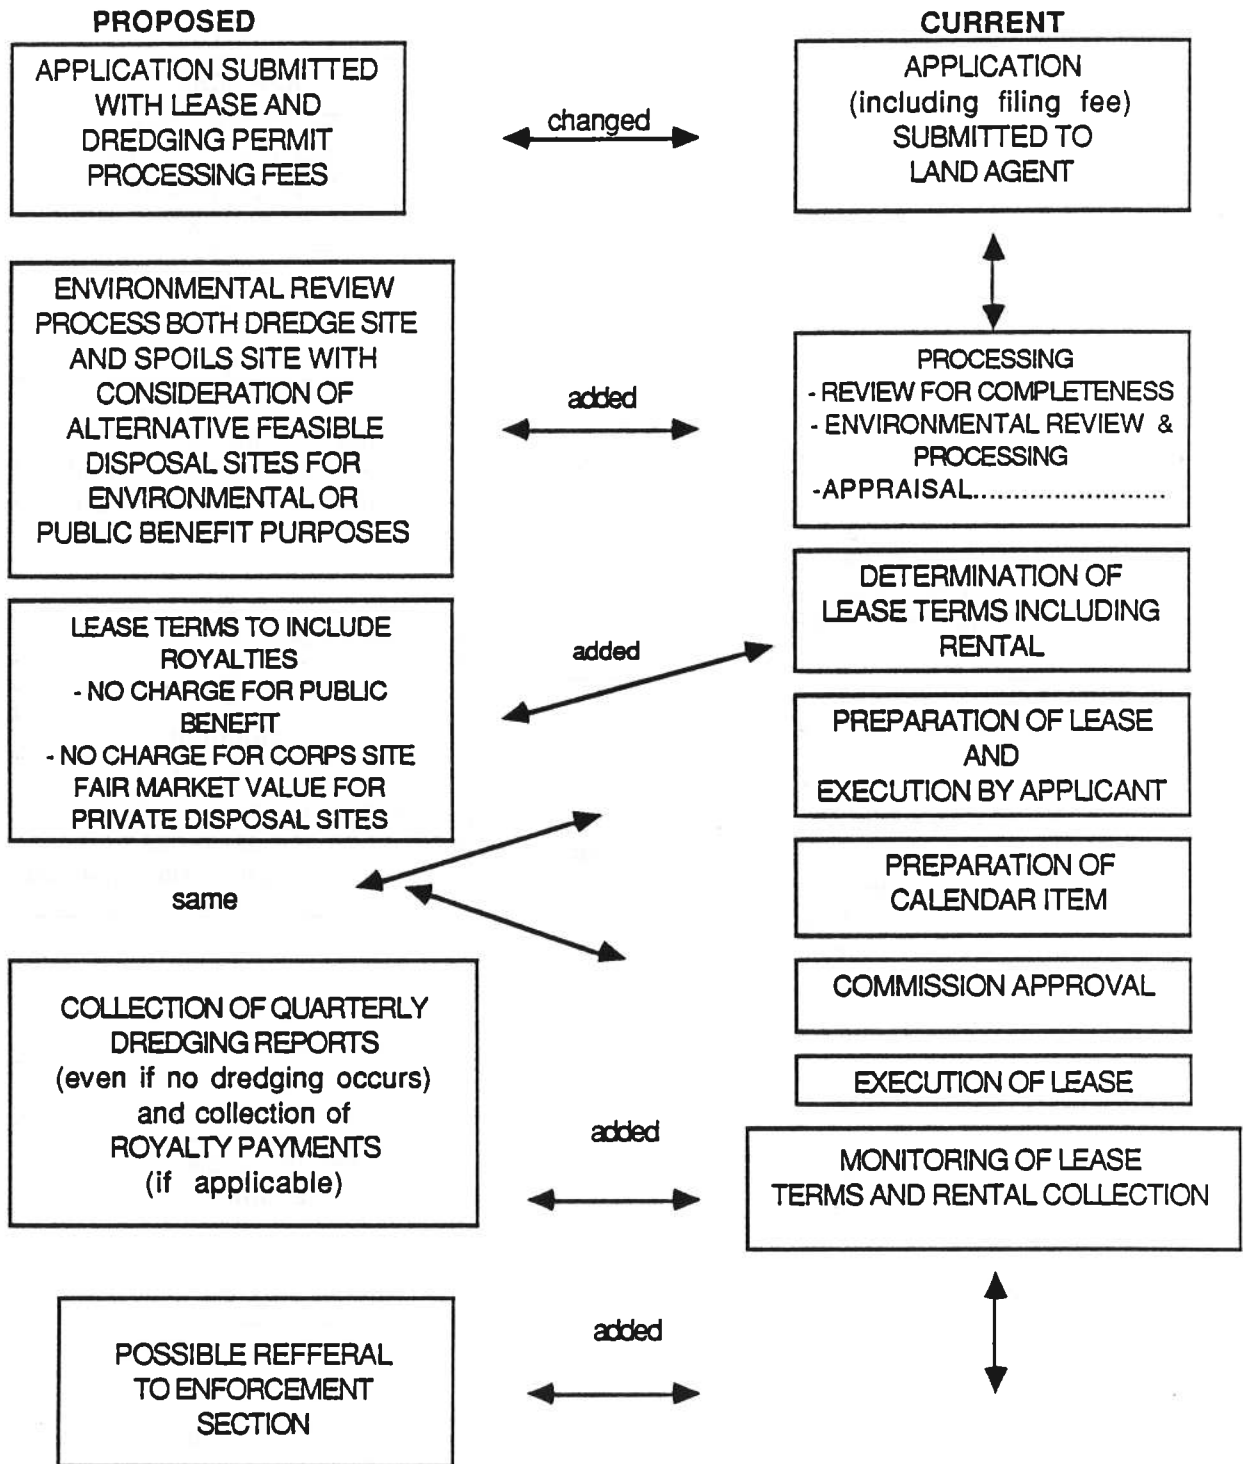 PROPOSED
APPLICATION SUBMITTED
WITH LEASE AND
DREDGING PERMIT
PROCESSING FEES
changed
CURRENT
APPLICATION
(including filing fee)
SUBMITTED TO
LAND AGENT
ENVIRONMENTAL REVIEW
PROCESS BOTH DREDGE SITE
AND SPOILS SITE WITH
CONSIDERATION OF
ALTERNATIVE FEASIBLE
DISPOSAL SITES FOR
ENVIRONMENTAL OR
PUBLIC BENEFIT PURPOSES
added
PROCESSING
- REVIEW FOR COMPLETENESS
- ENVIRONMENTAL REVIEW &
PROCESSING
-APPRAISAL........................
LEASE TERMS TO INCLUDE
ROYALTIES
- NO CHARGE FOR PUBLIC
BENEFIT
- NO CHARGE FOR CORPS SITE
FAIR MARKET VALUE FOR
PRIVATE DISPOSAL SITES
added
DETERMINATION OF
LEASE TERMS INCLUDING
RENTAL
PREPARATION OF LEASE
AND
EXECUTION BY APPLICANT
same
PREPARATION OF
CALENDAR ITEM
COMMISSION APPROVAL
EXECUTION OF LEASE
COLLECTION OF QUARTERLY
DREDGING REPORTS
(even if no dredging occurs)
and collection of
ROYALTY PAYMENTS
(if applicable)
added
MONITORING OF LEASE
TERMS AND RENTAL COLLECTION
POSSIBLE REFFERAL
TO ENFORCEMENT
SECTION
added